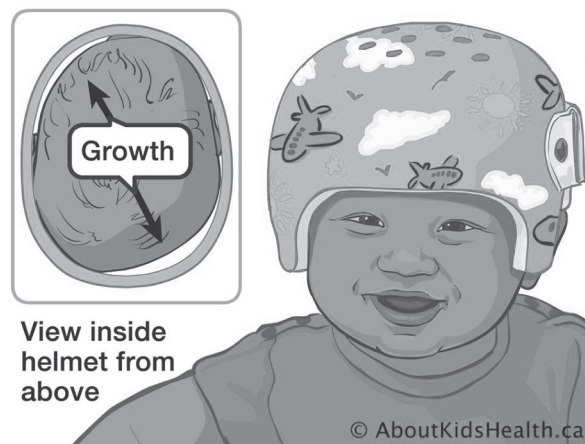 Growth
View inside
helmet from
above
© AboutKidsHealth.ca